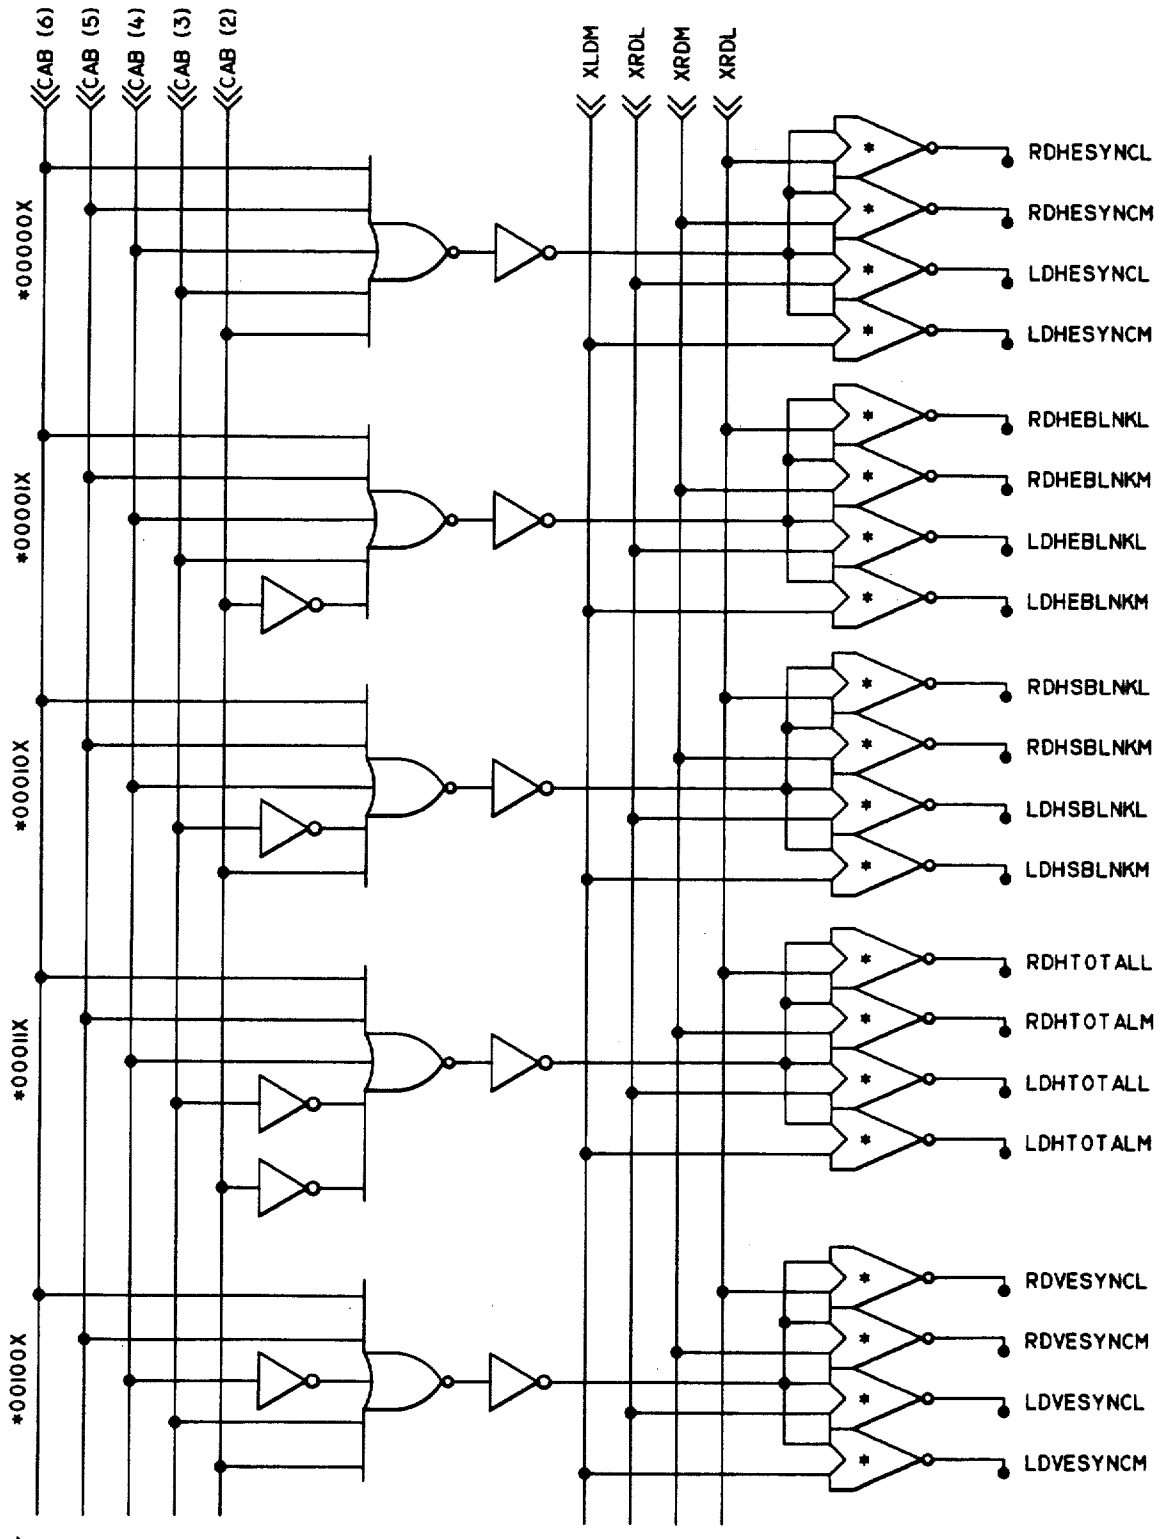 CAB (6)
CAB (5)
CAB (4)
CAB (3)
CAB (2)
XLDM
XRDL
XRDM
XRDL
*00000X
* RDHESYNCL
* RDHESYNCM
* LDHESYNCL
* LDHESYNCM
*00001X
* RDHEBLNKL
* RDHEBLNKM
* LDHEBLNKL
* LDHEBLNKM
*00010X
* RDHSBLNKL
* RDHSBLNKM
* LDHSBLNKL
* LDHSBLNKM
*00011X
* RDHTOTALL
* RDHTOTALM
* LDHTOTALL
* LDHTOTALM
*00100X
* RDVESYNCL
* RDVESYNCM
* LDVESYNCL
* LDVESYNCM